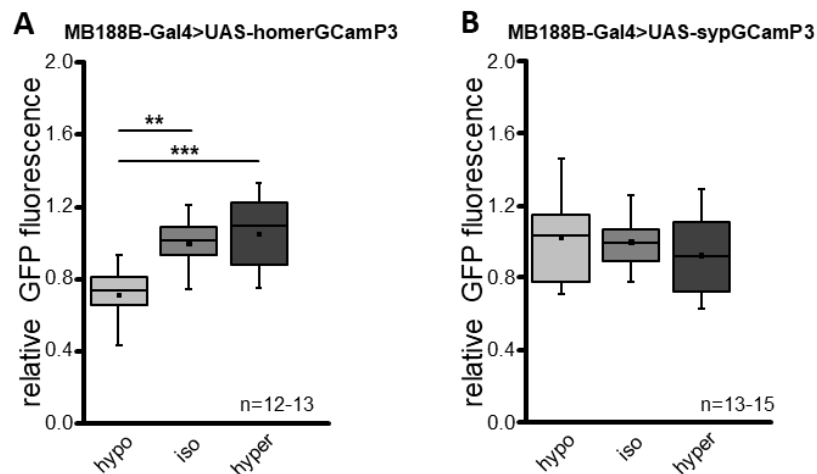 A
MB188B-Gal4>UAS-homerGCamP3
relative GFP fluorescence
2.0
1.6
1.2
0.8
0.4
0.0
**
***
n=12-13
hypo
iso
hyper
B
MB188B-Gal4>UAS-sypGCamP3
relative GFP fluorescence
2.0
1.6
1.2
0.8
0.4
0.0
n=13-15
hypo
iso
hyper